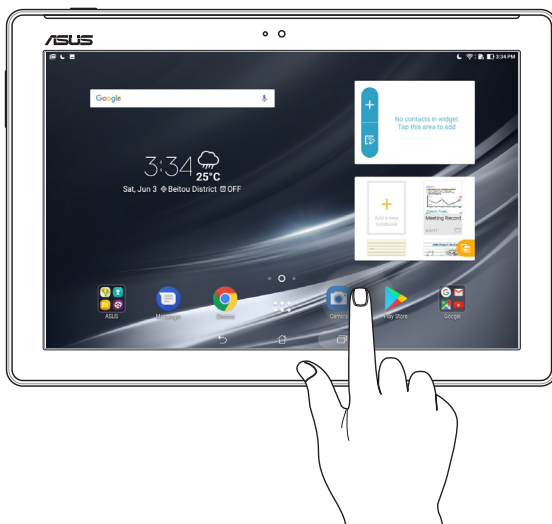 ASUS
3:34 PM
Google
No contacts in widget
Tap this area to add
3:34
25°C
Sat, Jun 3 Beitou District OFF
Add a new
notebook
Meeting Record
ASUS
Messenger
Chrome
Camera
Play Store
Google